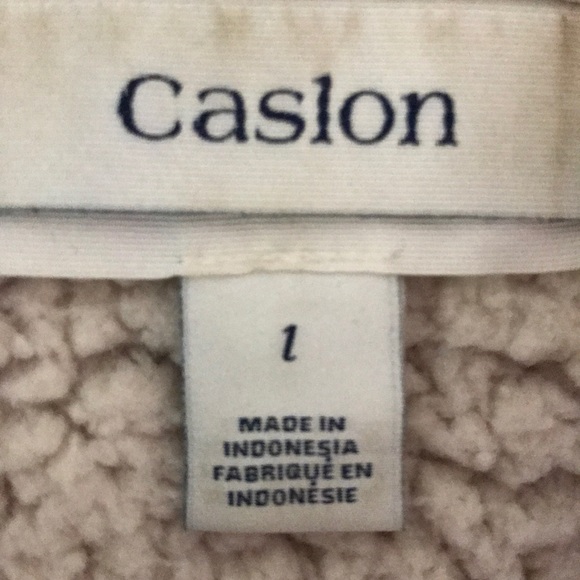 Caslon
l
MADE IN
INDONESIA
FABRIQUÉ EN
INDONÉSIE